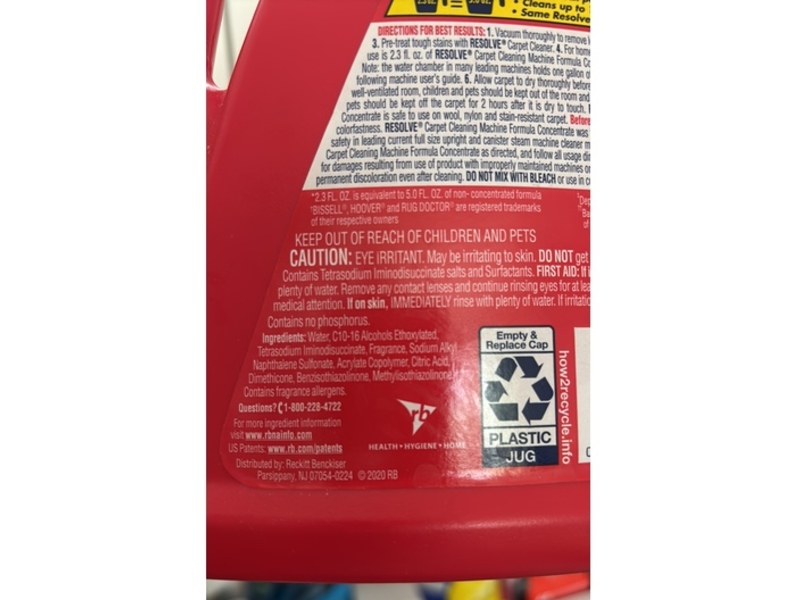 • Cleans up to
• Same Resolve
DIRECTIONS FOR BEST RESULTS: 1. Vacuum thoroughly to remove
3. Pre-treat tough stains with RESOLVE® Carpet Cleaner. 4. For hom
use is 2.3 fl. oz. of RESOLVE® Carpet Cleaning Machine Formula Co
Note: the water chamber in many leading machines holds one gallon o
following machine user's guide. 6. Allow carpet to dry thoroughly before
well-ventilated room, children and pets should be kept out of the room and
pets should be kept off the carpet for 2 hours after it is dry to touch.
Concentrate is safe to use on wool, nylon and stain-resistant carpet. Before
colorfastness. RESOLVE® Carpet Cleaning Machine Formula Concentrate was
safety in leading current full size upright and canister steam cleaner m
Carpet Cleaning Machine Formula Concentrate as directed, and follow all usage di
for damages resulting from use of product with improperly maintained machines or
permanent discoloration even after cleaning. DO NOT MIX WITH BLEACH or use in c
*2.3 FL. OZ. is equivalent to 5.0 FL. OZ. of non- concentrated formula
†BISSELL®, HOOVER® and RUG DOCTOR® are registered trademarks
of their respective owners
KEEP OUT OF REACH OF CHILDREN AND PETS
CAUTION: EYE IRRITANT. May be irritating to skin. DO NOT get
Contains Tetrasodium Iminodisuccinate salts and Surfactants. FIRST AID: If i
plenty of water. Remove any contact lenses and continue rinsing eyes for at lea
medical attention. If on skin, IMMEDIATELY rinse with plenty of water. If irritatio
Contains no phosphorus.
Ingredients: Water, C10-16 Alcohols Ethoxylated,
Tetrasodium Iminodisuccinate, Fragrance, Sodium Alkyl
Naphthalene Sulfonate, Acrylate Copolymer, Citric Acid,
Dimethicone, Benzisothiazolinone, Methylisothiazolinone
Contains fragrance allergens.
Questions? 1-800-228-4722
For more ingredient information
visit www.rbnainfo.com
US Patents: www.rb.com/patents
Distributed by: Reckitt Benckiser
Parsippany, NJ 07054-0224 © 2020 RB
rb
HEALTH • HYGIENE • HOME
Empty &
Replace Cap
PLASTIC
JUG
how2recycle.info